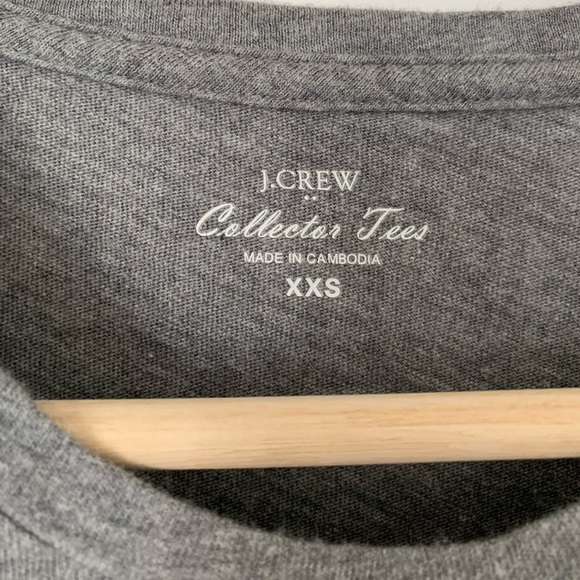 J.CREW
Collector Tees
MADE IN CAMBODIA
XXS